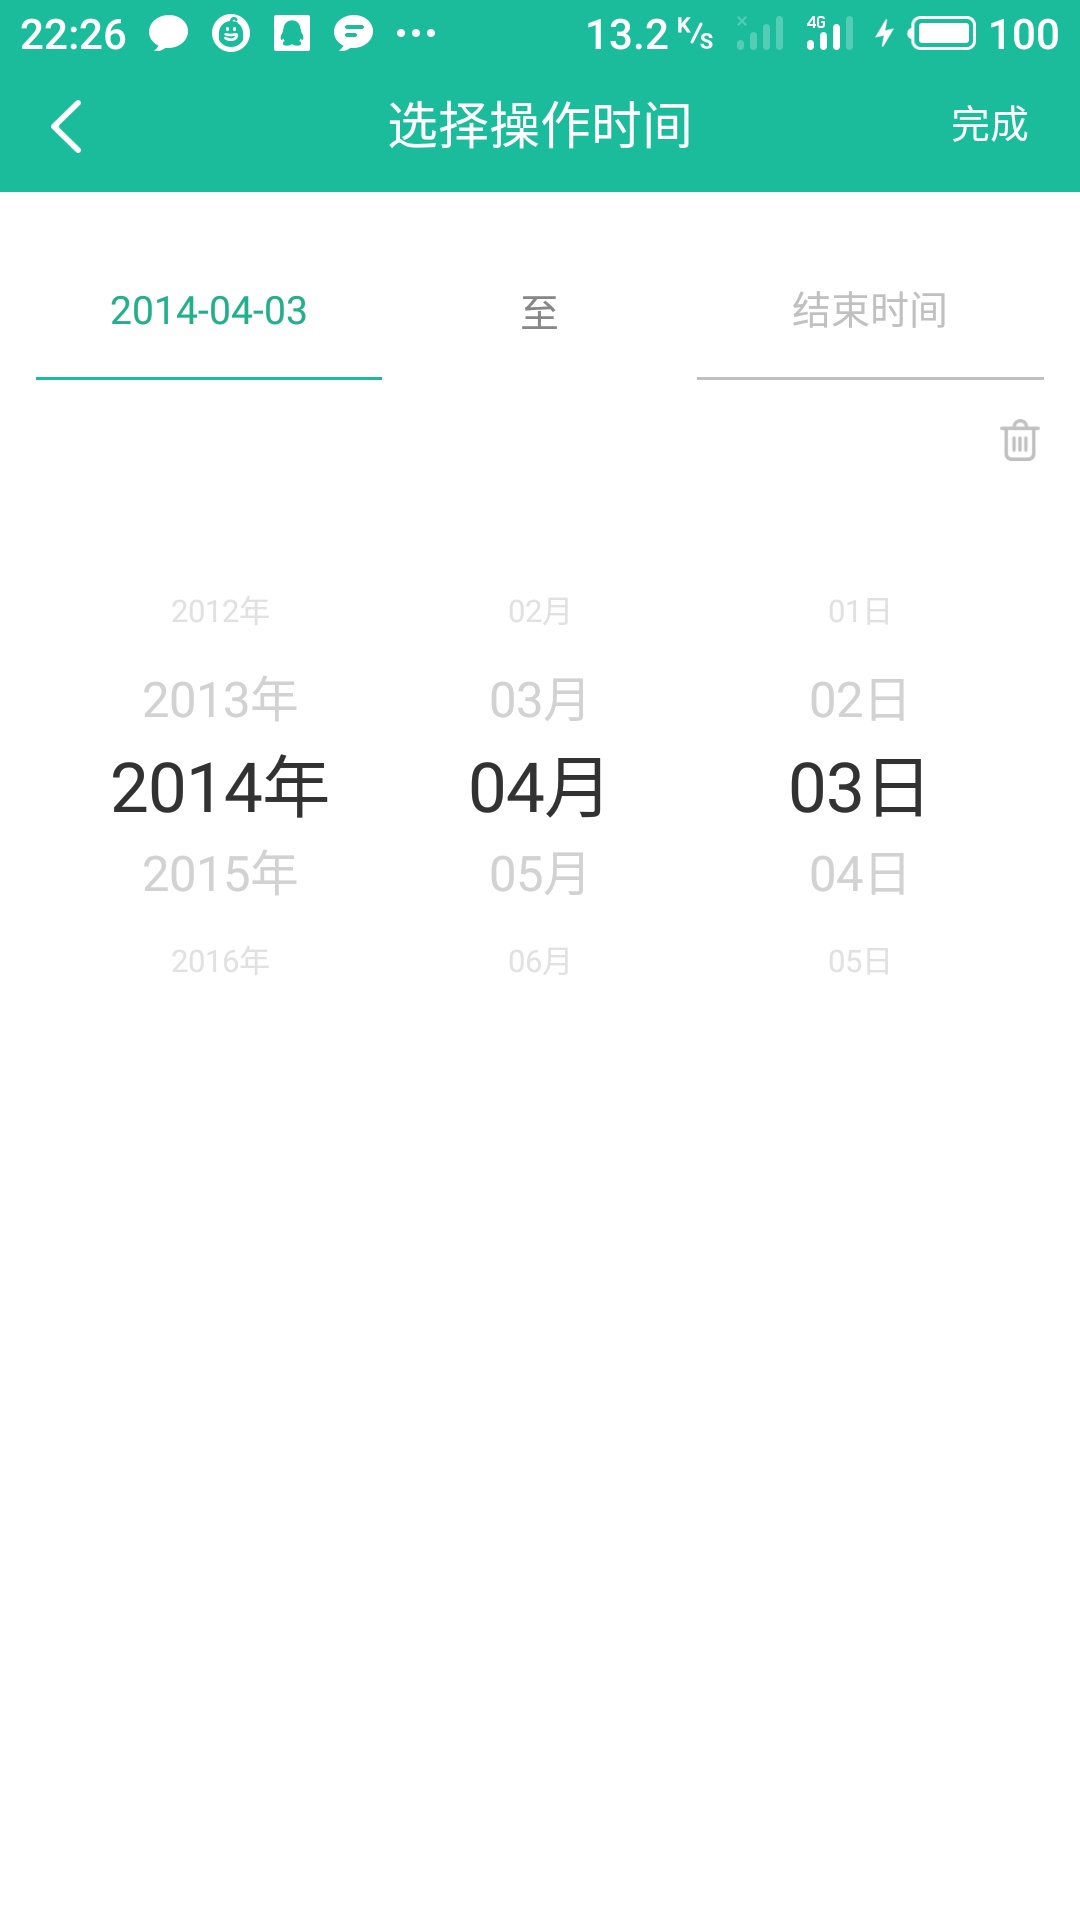 22:26 13.2 K/s 4G 100
选择操作时间 完成
2014-04-03 至 结束时间
2012年 02月 01日
2013年 03月 02日
2014年 04月 03日
2015年 05月 04日
2016年 06月 05日